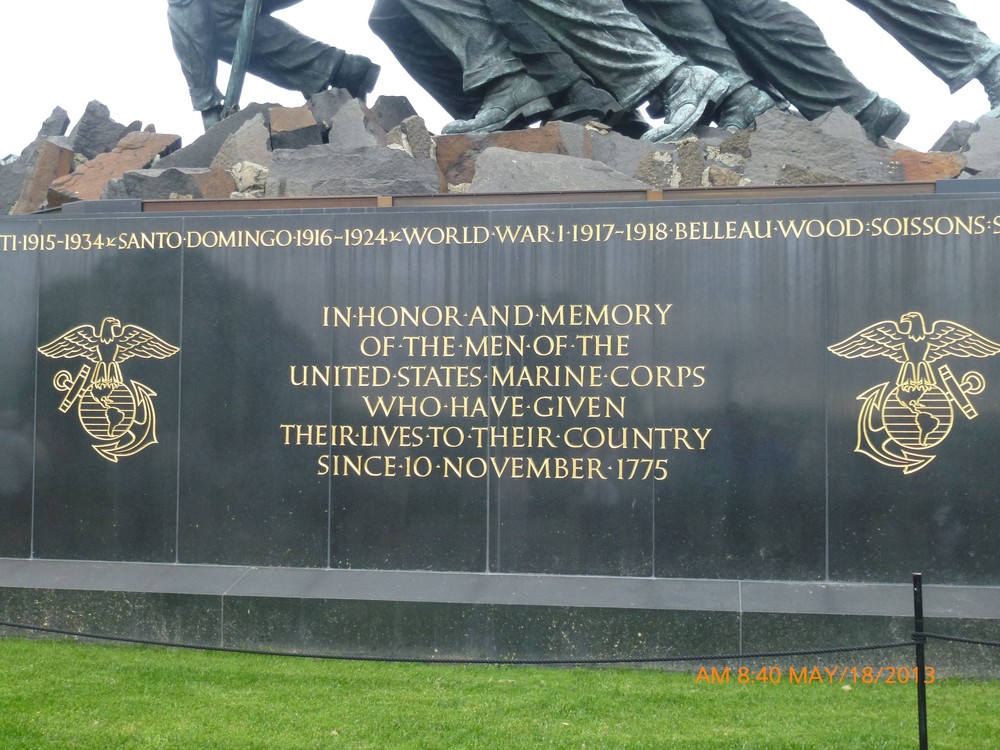 TI·1915~1934·SANTO·DOMINGO·1916~1924·WORLD·WAR·I·1917~1918·BELLEAU·WOOD:SOISSONS:S
IN·HONOR·AND·MEMORY
OF·THE·MEN·OF·THE
UNITED·STATES·MARINE·CORPS
WHO·HAVE·GIVEN
THEIR·LIVES·TO·THEIR·COUNTRY
SINCE·10·NOVEMBER·1775
AM 8:40 MAY/18/2013